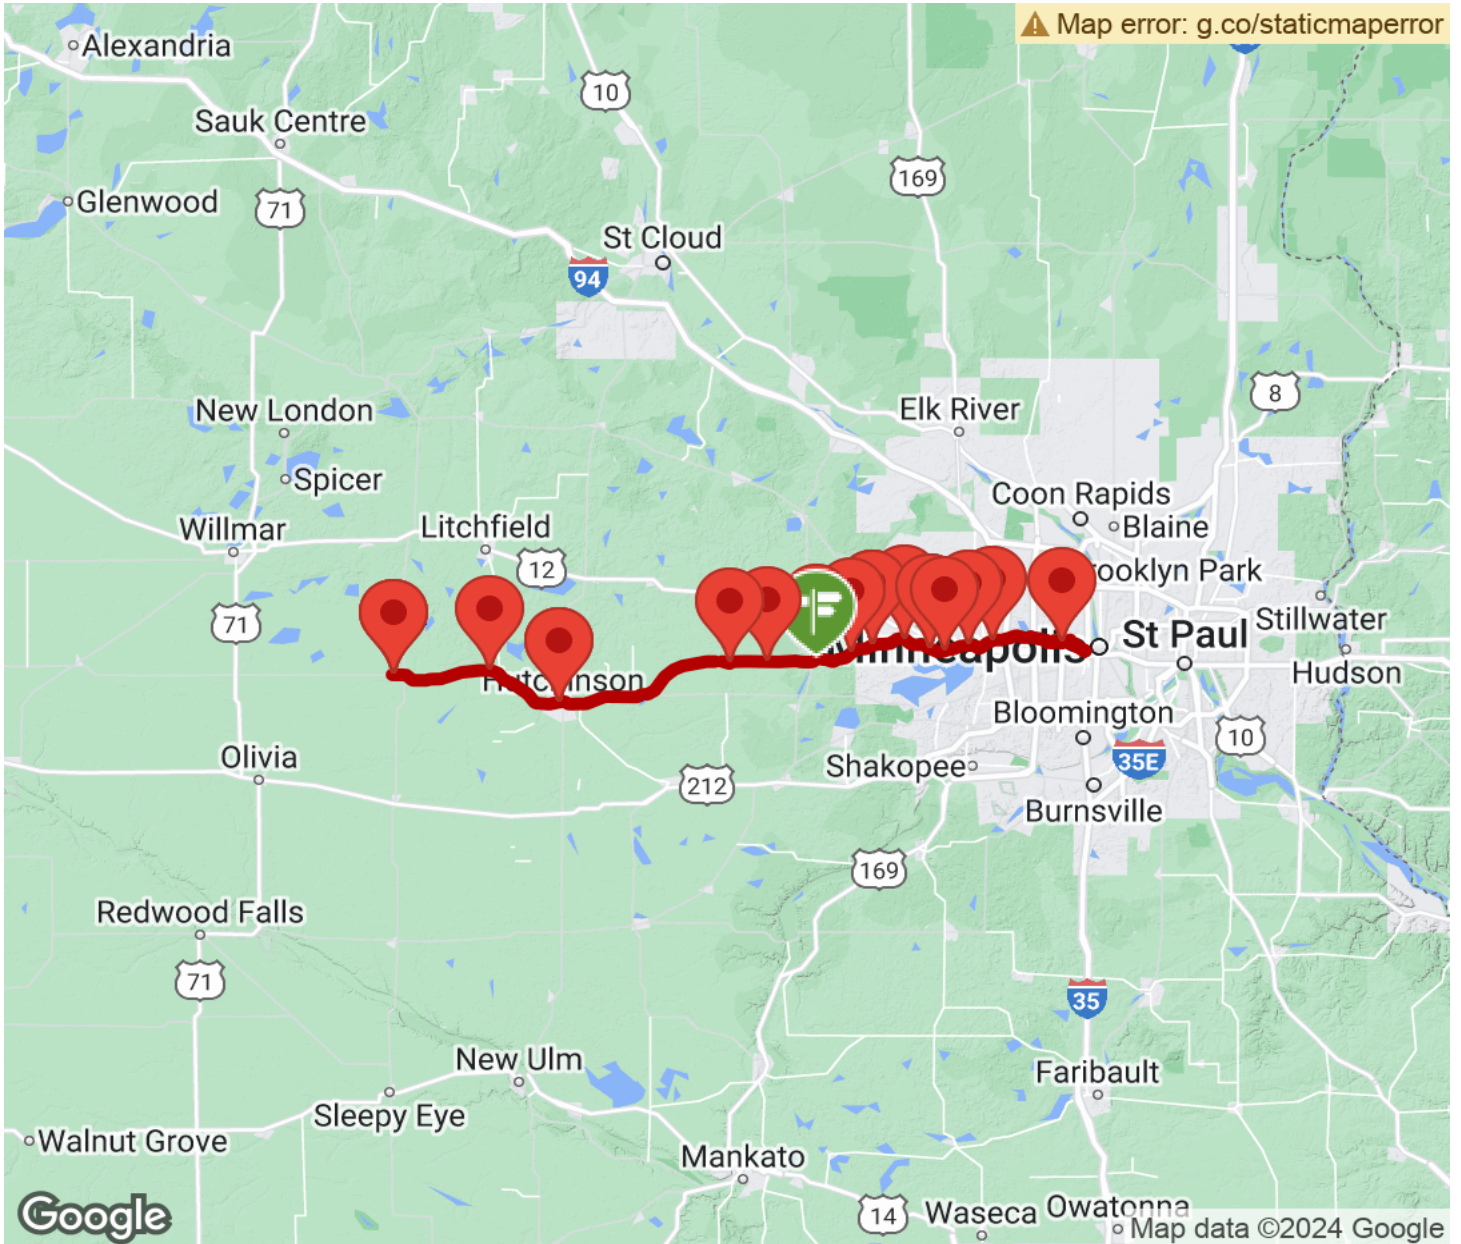 Map error: g.co/staticmaperror
Alexandria
10
Sauk Centre
169
Glenwood
71
St Cloud
94
8
New London
Elk River
Spicer
Coon Rapids
Willmar
Litchfield
Blaine
12
rooklyn Park
71
Stillwater
Minneapolis
St Paul
Hutchinson
Hudson
Bloomington
10
Olivia
Shakopee
35E
212
Burnsville
169
Redwood Falls
71
35
New Ulm
Faribault
Sleepy Eye
Walnut Grove
Mankato
14
Waseca
Owatonna
Google
Map data ©2024 Google